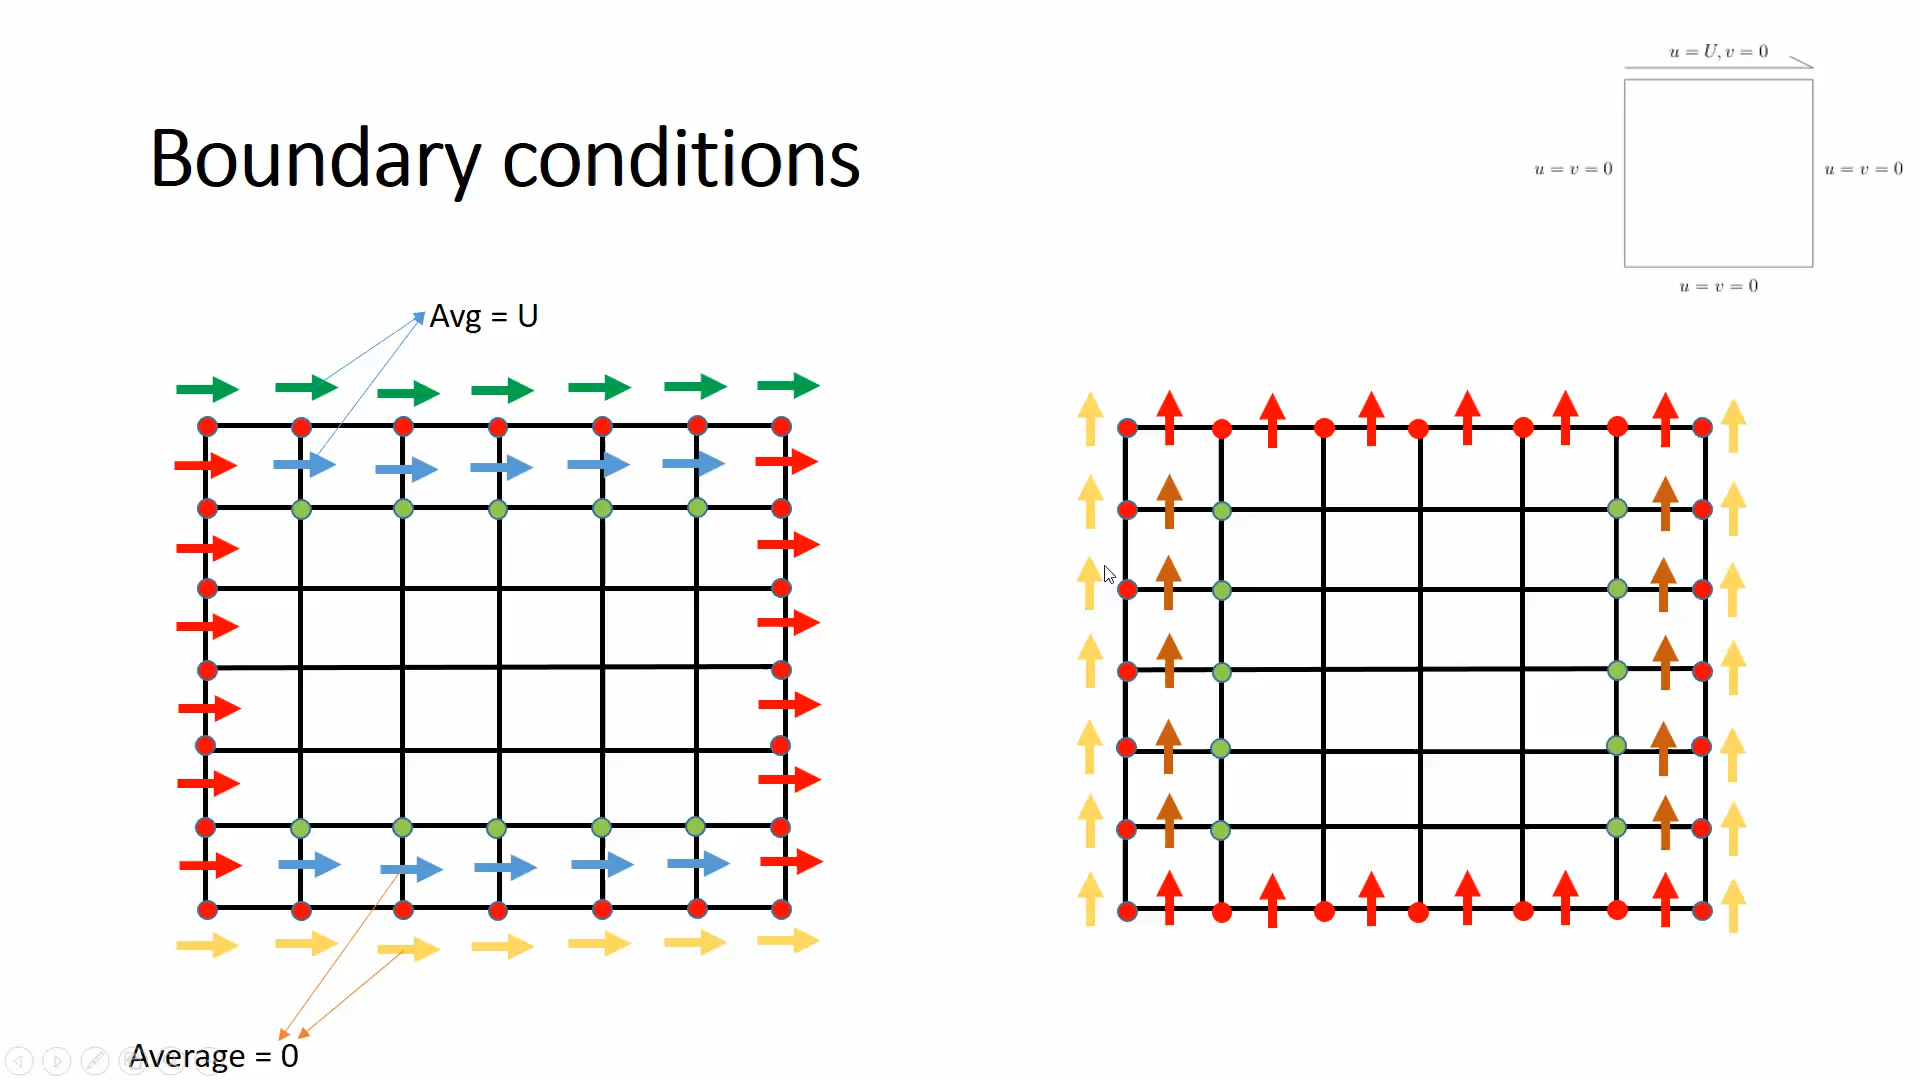 u = U, v = 0
Boundary conditions
u = v = 0
u = v = 0
u = v = 0
Avg = U
Average = 0